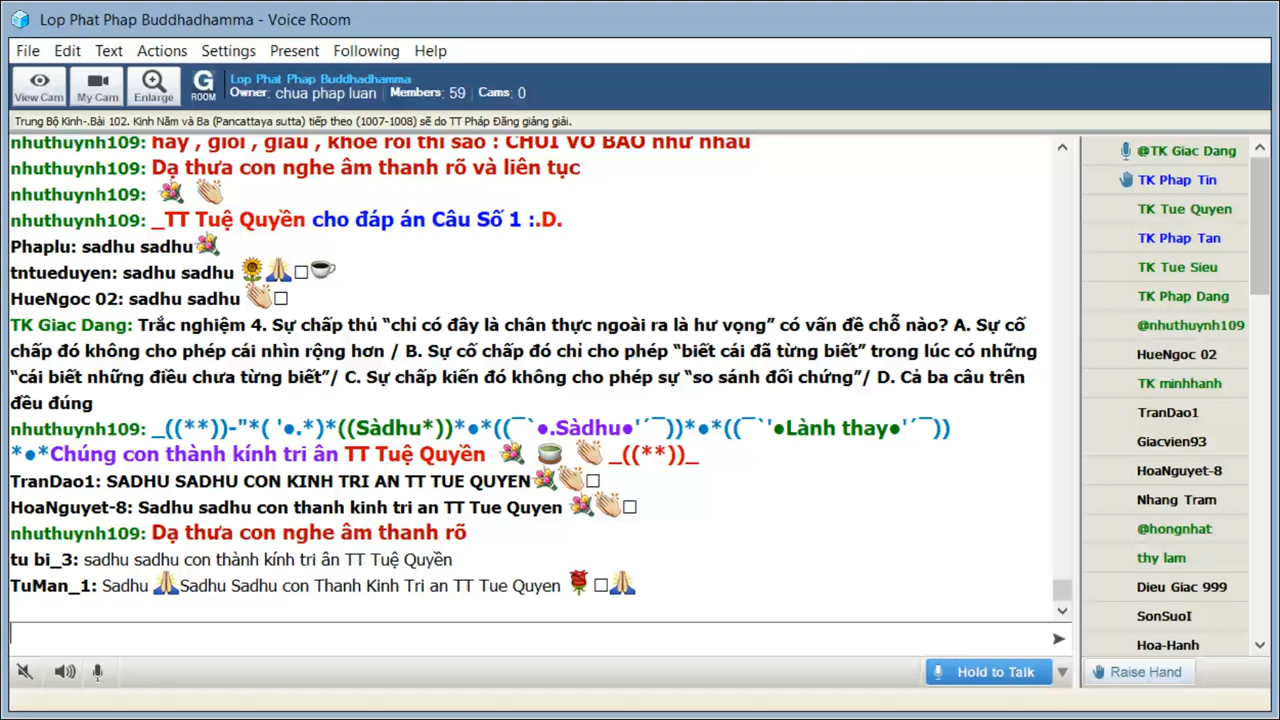 Lop Phat Phap Buddhadhamma - Voice Room
File Edit Text Actions Settings Present Following Help
View Cam My Cam Enlarge G ROOM
Lop Phat Phap Buddhadhamma
Owner: chua phap luan Members: 59 Cams: 0
Trung Bộ Kinh-.Bài 102. Kinh Năm và Ba (Pancattaya sutta) tiếp theo (1007-1008) sẽ do TT Pháp Đăng giảng giải.
nhuthuynh109: hay , giỏi , giàu , khỏe rồi thì sao : CHUI VÔ BAO như nhau
nhuthuynh109: Dạ thưa con nghe âm thanh rõ và liên tục
nhuthuynh109:
nhuthuynh109: _TT Tuệ Quyền cho đáp án Câu Số 1 :.D.
Phaplu: sadhu sadhu
tntueduyen: sadhu sadhu
HueNgoc 02: sadhu sadhu
TK Giac Dang: Trắc nghiệm 4. Sự chấp thủ “chỉ có đây là chân thực ngoài ra là hư vọng” có vấn đề chỗ nào? A. Sự cố
chấp đó không cho phép cái nhìn rộng hơn / B. Sự cố chấp đó chỉ cho phép “biết cái đã từng biết” trong lúc có những
“cái biết những điều chưa từng biết”/ C. Sự chấp kiến đó không cho phép sự “so sánh đối chứng”/ D. Cả ba câu trên
đều đúng
nhuthuynh109: _((**))-"*( '●.*)*((Sàdhu*))*●*((¯`●.Sàdhu●'´¯))*●*((¯`'●Lành thay●'´¯))
*●*Chúng con thành kính tri ân TT Tuệ Quyền _((**))_
TranDao1: SADHU SADHU CON KINH TRI AN TT TUE QUYEN
HoaNguyet-8: Sadhu sadhu con thanh kinh tri an TT Tue Quyen
nhuthuynh109: Dạ thưa con nghe âm thanh rõ
tu bi_3: sadhu sadhu con thành kính tri ân TT Tuệ Quyền
TuMan_1: Sadhu Sadhu Sadhu con Thanh Kinh Tri an TT Tue Quyen
Hold to Talk
@TK Giac Dang
TK Phap Tin
TK Tue Quyen
TK Phap Tan
TK Tue Sieu
TK Phap Dang
@nhuthuynh109
HueNgoc 02
TK minhhanh
TranDao1
Giacvien93
HoaNguyet-8
Nhang Tram
@hongnhat
thy lam
Dieu Giac 999
SonSuoI
Hoa-Hanh
Raise Hand